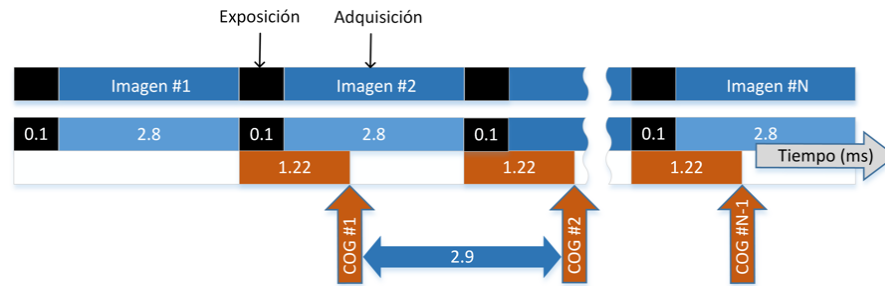 Exposición
Adquisición
Imagen #1
Imagen #2
Imagen #N
0.1
2.8
0.1
2.8
0.1
0.1
2.8
Tiempo (ms)
1.22
1.22
1.22
COG #1
2.9
COG #2
COG #N-1